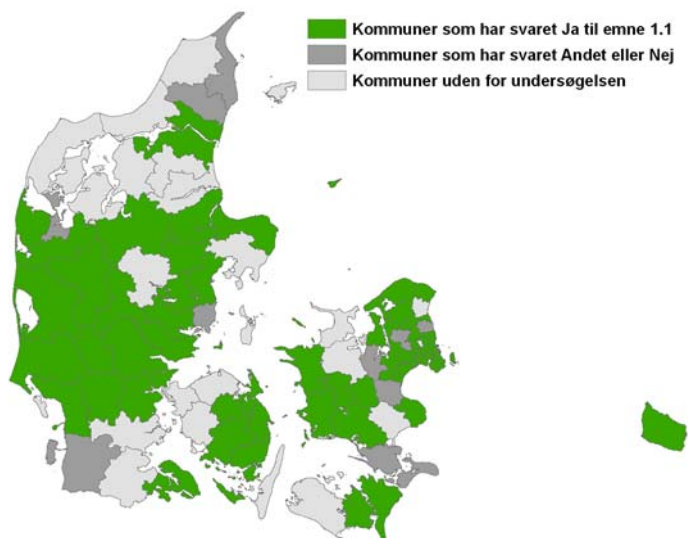 Kommuner som har svaret Ja til emne 1.1
Kommuner som har svaret Andet eller Nej
Kommuner uden for undersøgelsen